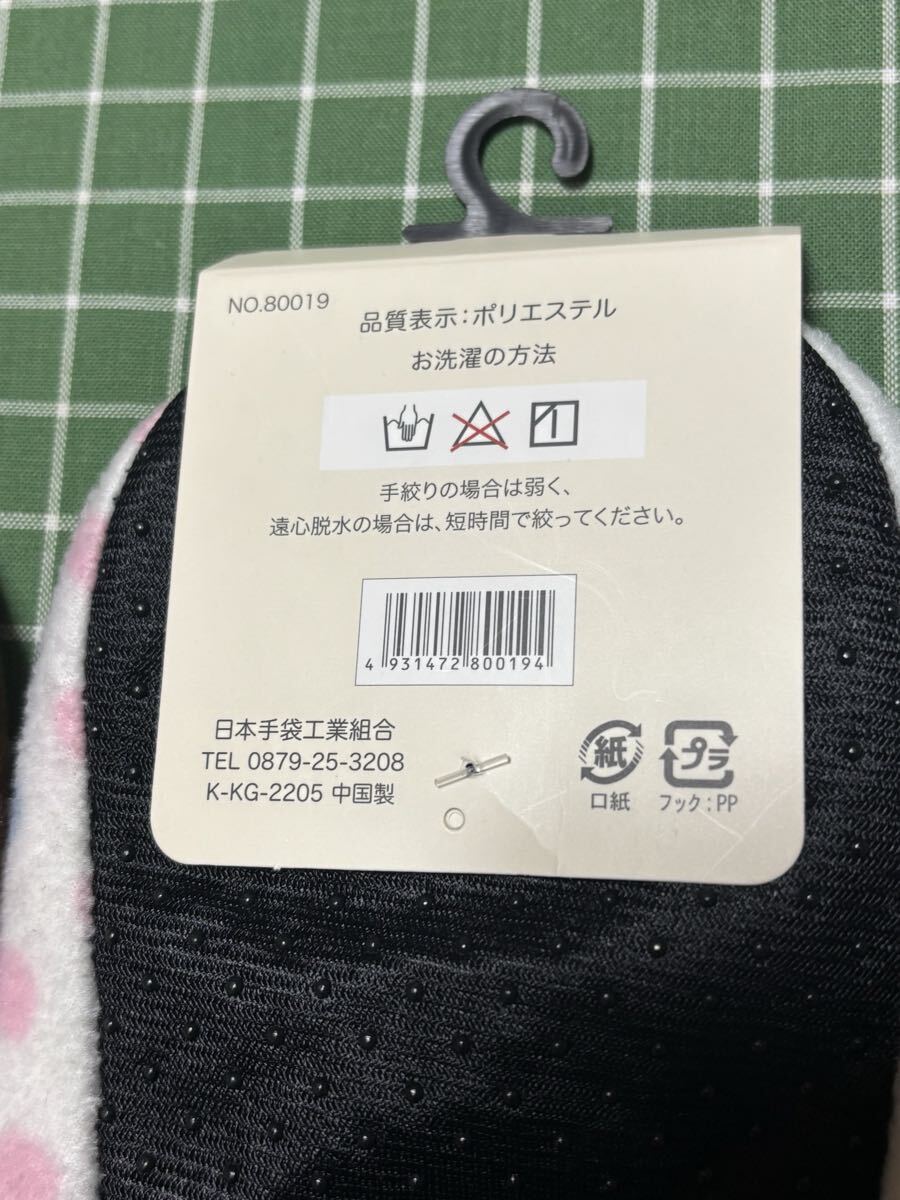 NO.80019
品質表示：ポリエステル
お洗濯の方法
手絞りの場合は弱く、
遠心脱水の場合は、短時間で絞ってください。
4 931472 800194
日本手袋工業組合
TEL 0879-25-3208
K-KG-2205 中国製
紙
口紙
プラ
フック：PP